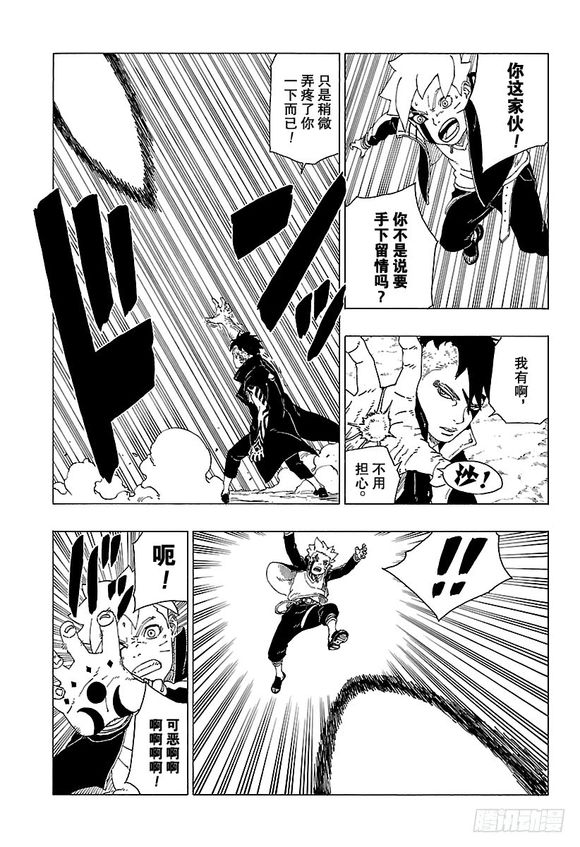 你这家伙！
你不是说要
手下留情吗？
只是稍微
弄疼了你
一下而已！
ドン
我有啊，
不用
担心。
!!
呃！
可恶啊啊
啊啊啊啊！
腾讯动漫